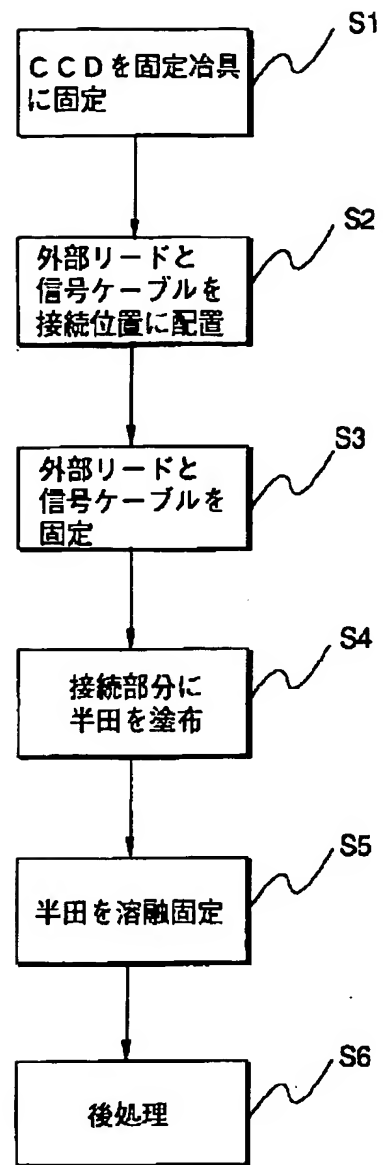 S1
ＣＣＤを固定冶具
に固定
S2
外部リードと
信号ケーブルを
接続位置に配置
S3
外部リードと
信号ケーブルを
固定
S4
接続部分に
半田を塗布
S5
半田を溶融固定
S6
後処理